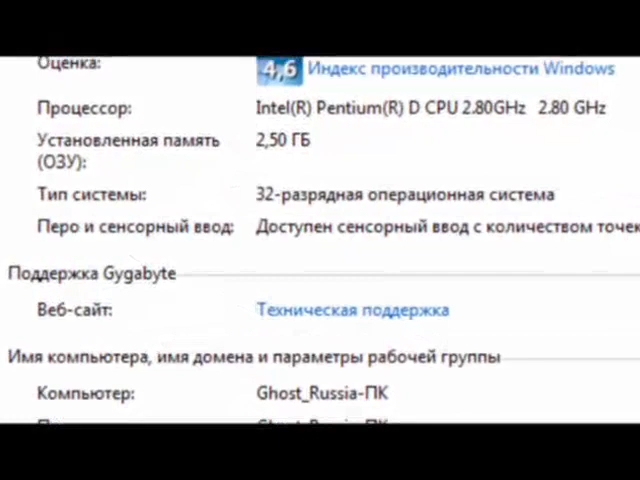 Оценка:
4,6 Индекс производительности Windows
Процессор: Intel(R) Pentium(R) D CPU 2.80GHz 2.80 GHz
Установленная память 2,50 ГБ
(ОЗУ):
Тип системы: 32-разрядная операционная система
Перо и сенсорный ввод: Доступен сенсорный ввод с количеством точек
Поддержка Gygabyte
Веб-сайт: Техническая поддержка
Имя компьютера, имя домена и параметры рабочей группы
Компьютер: Ghost_Russia-ПК
Ghost_Russia-ПК